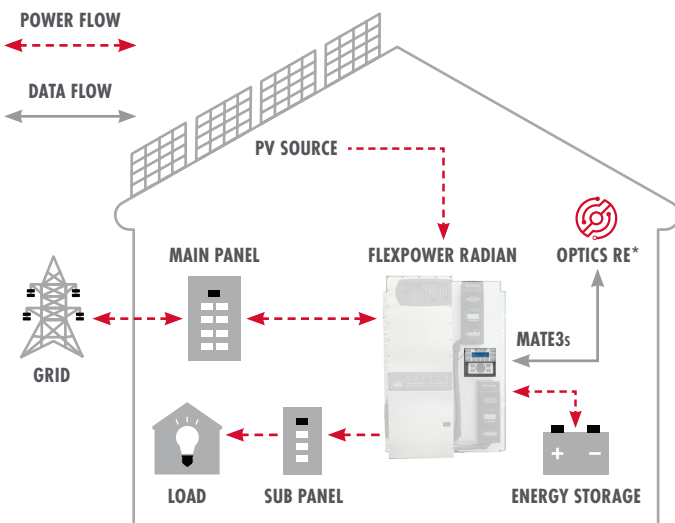 POWER FLOW
DATA FLOW
PV SOURCE
MAIN PANEL
FLEXPOWER RADIAN
OPTICS RE*
MATE3s
GRID
LOAD
SUB PANEL
ENERGY STORAGE